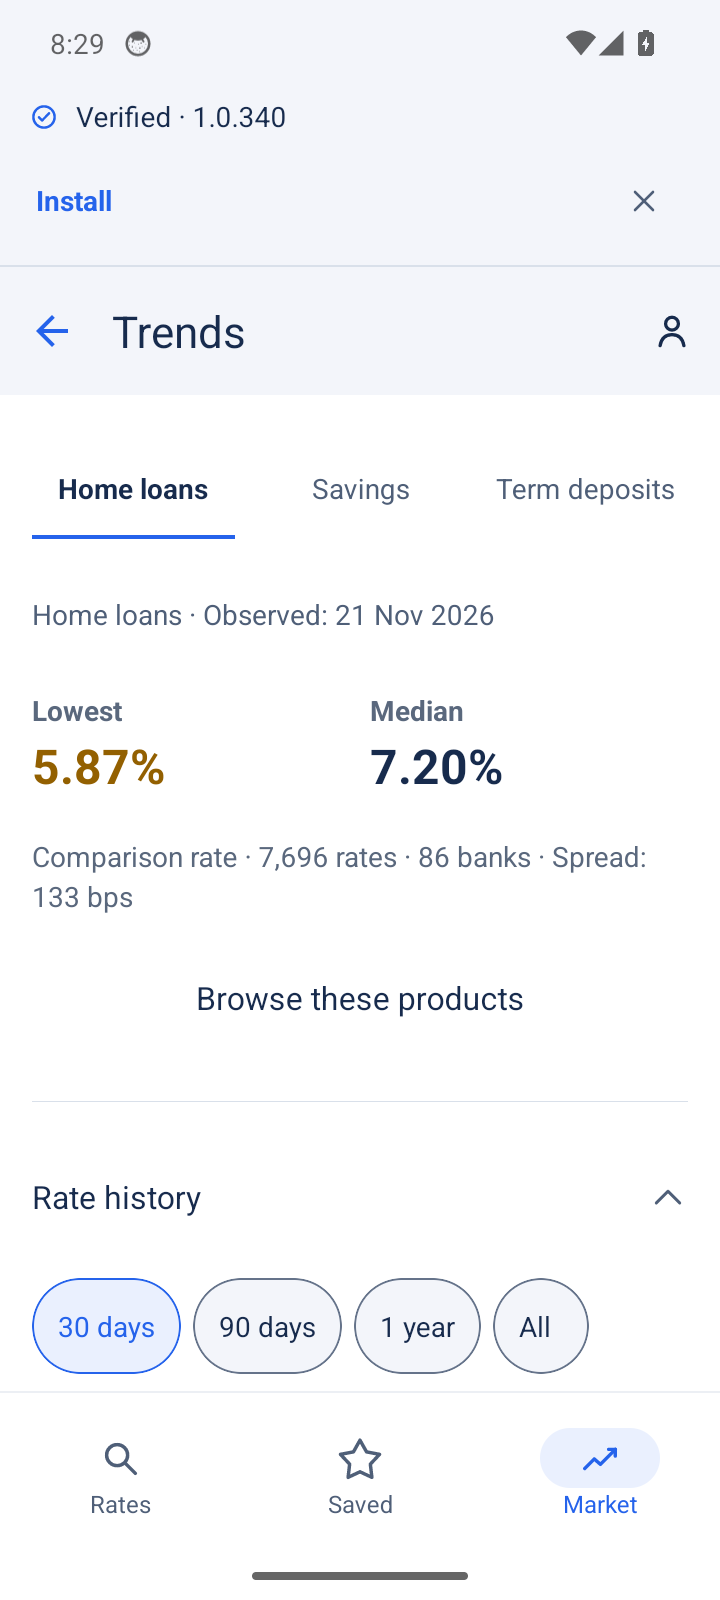 8:29
Verified · 1.0.340
Install
Trends
Home loans
Savings
Term deposits
Home loans · Observed: 21 Nov 2026
Lowest
Median
5.87%
7.20%
Comparison rate · 7,696 rates · 86 banks · Spread:
133 bps
Browse these products
Rate history
30 days
90 days
1 year
All
Rates
Saved
Market